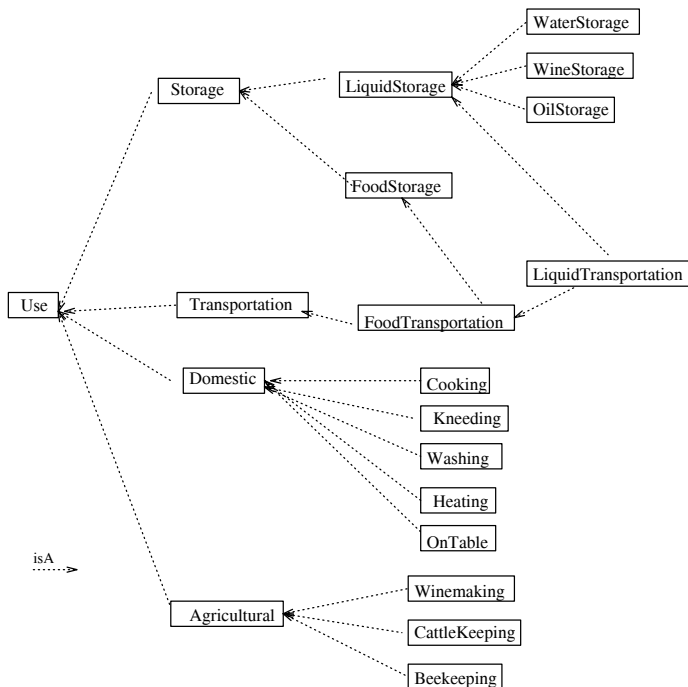 WaterStorage
WineStorage
Storage
LiquidStorage
OilStorage
FoodStorage
LiquidTransportation
Use
Transportation
FoodTransportation
Domestic
Cooking
Kneeding
Washing
Heating
OnTable
isA
Winemaking
Agricultural
CattleKeeping
Beekeeping